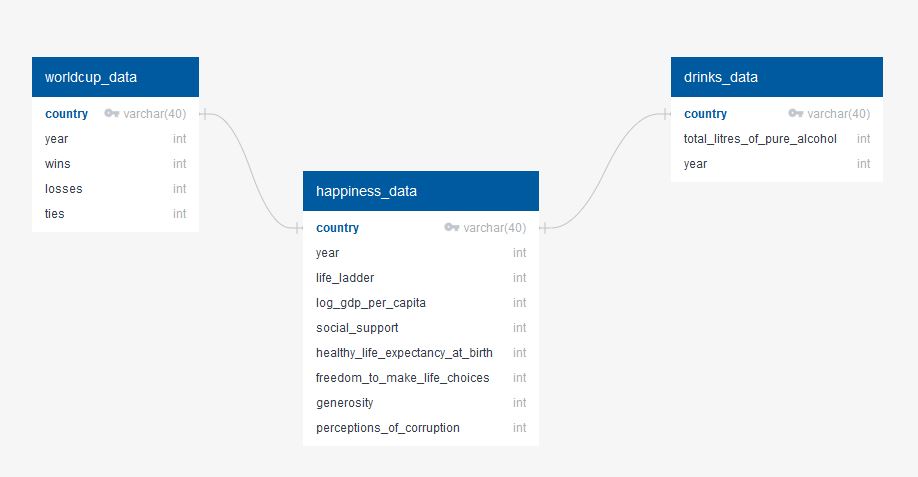 worldcup_data
country varchar(40)
year int
wins int
losses int
ties int
happiness_data
country varchar(40)
year int
life_ladder int
log_gdp_per_capita int
social_support int
healthy_life_expectancy_at_birth int
freedom_to_make_life_choices int
generosity int
perceptions_of_corruption int
drinks_data
country varchar(40)
total_litres_of_pure_alcohol int
year int